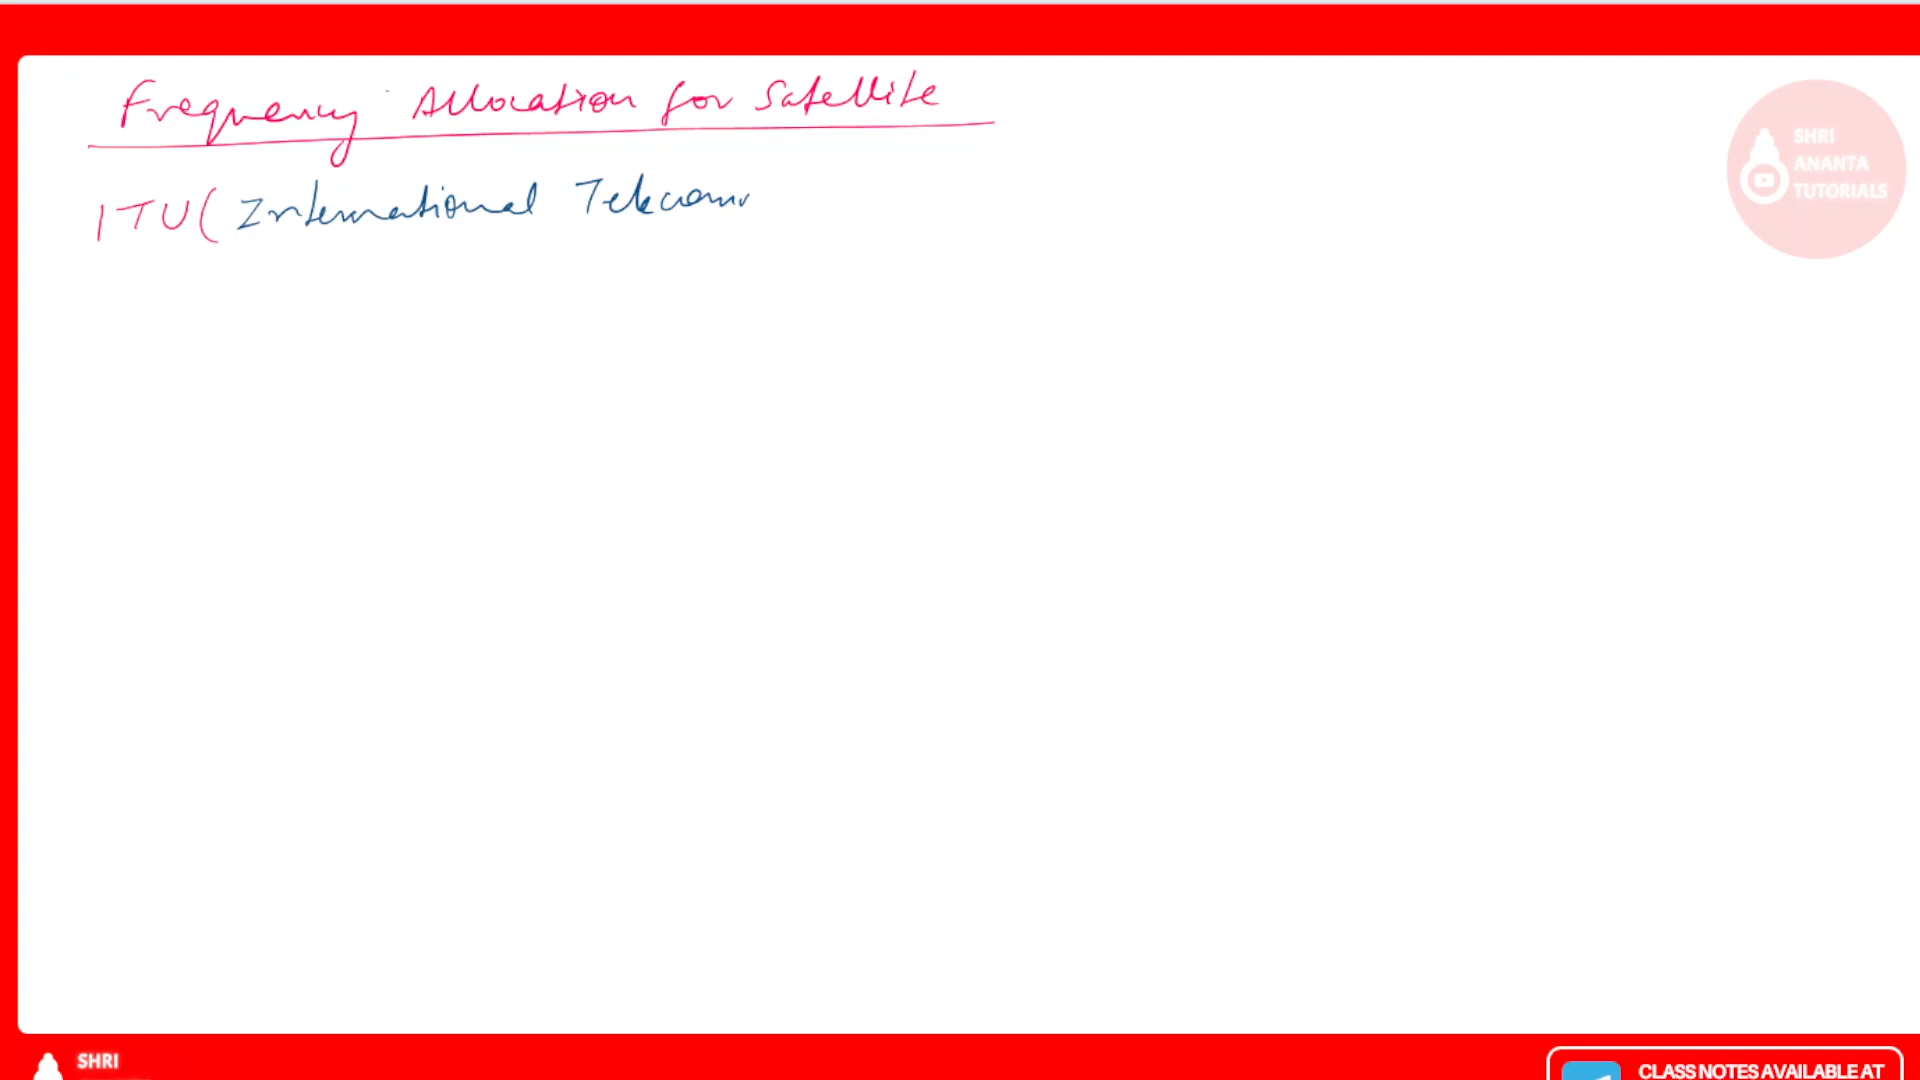 Frequency Allocation for Satellite
ITU( International Telecomm
SHRI
ANANTA
TUTORIALS
SHRI
CLASS NOTES AVAILABLE AT